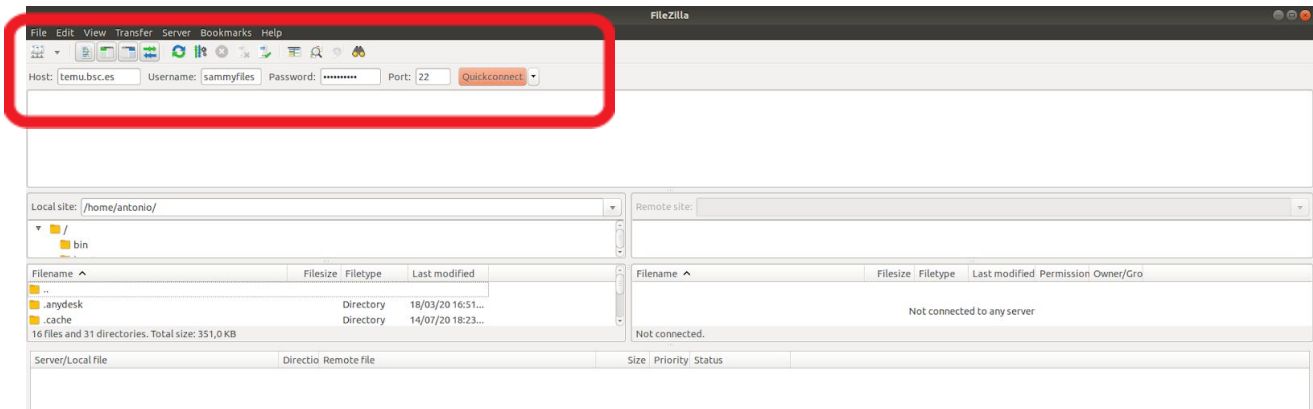 FileZilla
File Edit View Transfer Server Bookmarks Help
Host: temu.bsc.es Username: sammyfiles Password: •••••••••• Port: 22 Quickconnect
Local site: /home/antonio/ Remote site:
/
bin
Filename Filesize Filetype Last modified Filename Filesize Filetype Last modified Permission Owner/Gro
..
.anydesk Directory 18/03/20 16:51...
.cache Directory 14/07/20 18:23...
Not connected to any server
16 files and 31 directories. Total size: 351,0 KB Not connected.
Server/Local file Directio Remote file Size Priority Status